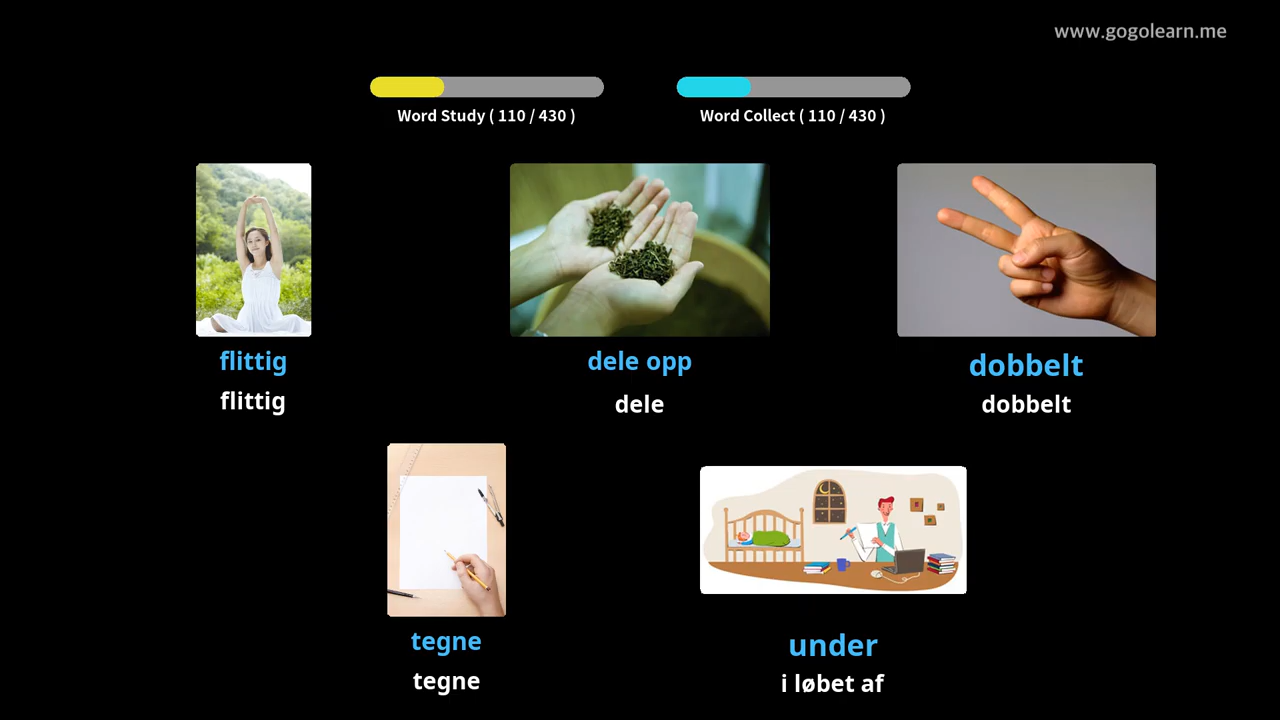 www.gogolearn.me
Word Study ( 110 / 430 )
Word Collect ( 110 / 430 )
flittig
flittig
dele opp
dele
dobbelt
dobbelt
tegne
tegne
under
i løbet af